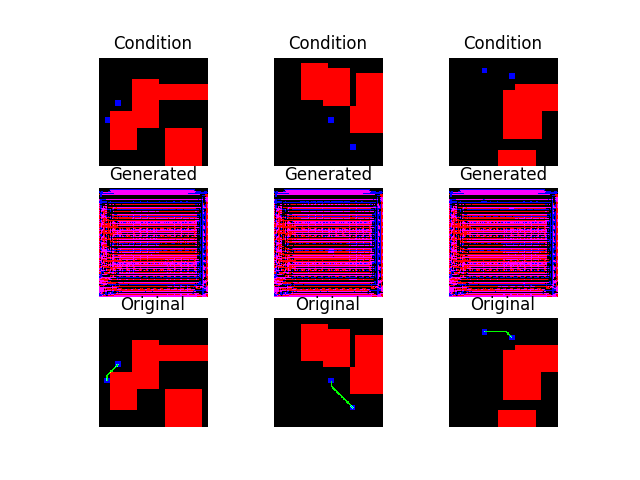 Condition Condition Condition
Generated Generated Generated
Original Original Original